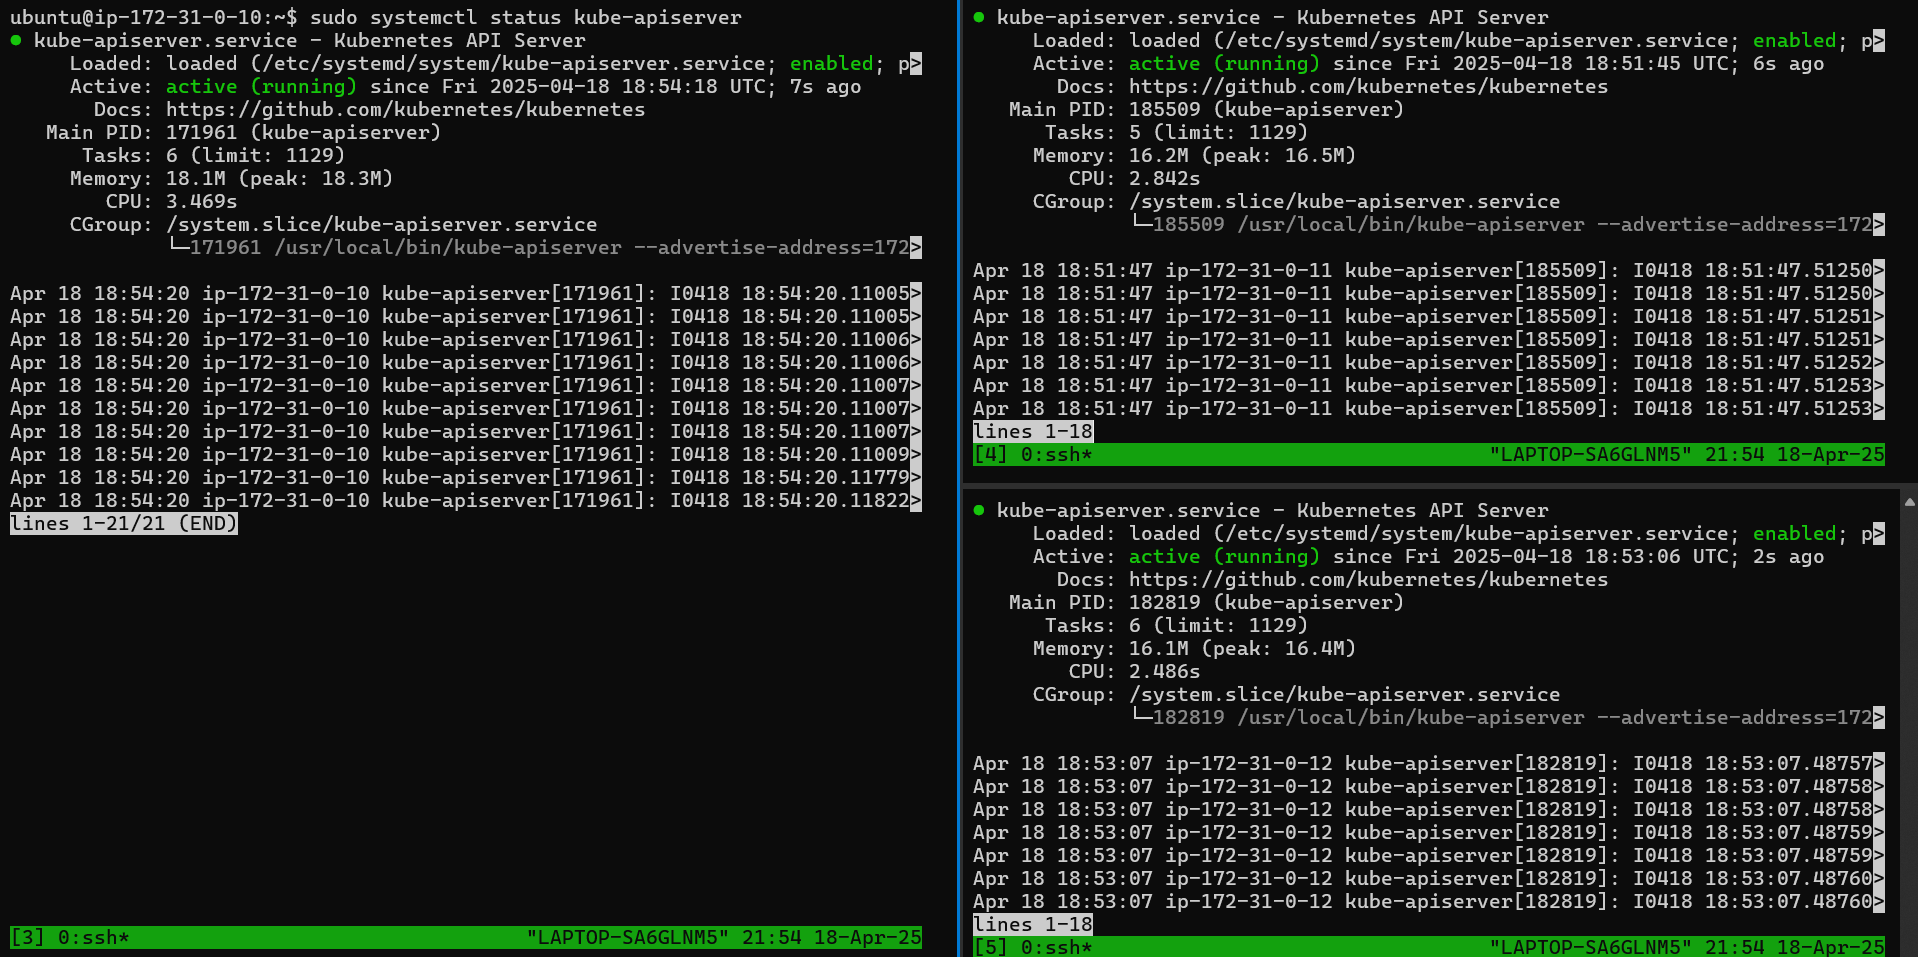 ubuntu@ip-172-31-0-10:~$ sudo systemctl status kube-apiserver
● kube-apiserver.service - Kubernetes API Server
Loaded: loaded (/etc/systemd/system/kube-apiserver.service; enabled; p>
Active: active (running) since Fri 2025-04-18 18:54:18 UTC; 7s ago
Docs: https://github.com/kubernetes/kubernetes
Main PID: 171961 (kube-apiserver)
Tasks: 6 (limit: 1129)
Memory: 18.1M (peak: 18.3M)
CPU: 3.469s
CGroup: /system.slice/kube-apiserver.service
└─171961 /usr/local/bin/kube-apiserver --advertise-address=172>
Apr 18 18:54:20 ip-172-31-0-10 kube-apiserver[171961]: I0418 18:54:20.11005>
Apr 18 18:54:20 ip-172-31-0-10 kube-apiserver[171961]: I0418 18:54:20.11005>
Apr 18 18:54:20 ip-172-31-0-10 kube-apiserver[171961]: I0418 18:54:20.11006>
Apr 18 18:54:20 ip-172-31-0-10 kube-apiserver[171961]: I0418 18:54:20.11006>
Apr 18 18:54:20 ip-172-31-0-10 kube-apiserver[171961]: I0418 18:54:20.11007>
Apr 18 18:54:20 ip-172-31-0-10 kube-apiserver[171961]: I0418 18:54:20.11007>
Apr 18 18:54:20 ip-172-31-0-10 kube-apiserver[171961]: I0418 18:54:20.11007>
Apr 18 18:54:20 ip-172-31-0-10 kube-apiserver[171961]: I0418 18:54:20.11009>
Apr 18 18:54:20 ip-172-31-0-10 kube-apiserver[171961]: I0418 18:54:20.11779>
Apr 18 18:54:20 ip-172-31-0-10 kube-apiserver[171961]: I0418 18:54:20.11822>
lines 1-21/21 (END)
[3] 0:ssh* "LAPTOP-SA6GLNM5" 21:54 18-Apr-25
● kube-apiserver.service - Kubernetes API Server
Loaded: loaded (/etc/systemd/system/kube-apiserver.service; enabled; p>
Active: active (running) since Fri 2025-04-18 18:51:45 UTC; 6s ago
Docs: https://github.com/kubernetes/kubernetes
Main PID: 185509 (kube-apiserver)
Tasks: 5 (limit: 1129)
Memory: 16.2M (peak: 16.5M)
CPU: 2.842s
CGroup: /system.slice/kube-apiserver.service
└─185509 /usr/local/bin/kube-apiserver --advertise-address=172>
Apr 18 18:51:47 ip-172-31-0-11 kube-apiserver[185509]: I0418 18:51:47.51250>
Apr 18 18:51:47 ip-172-31-0-11 kube-apiserver[185509]: I0418 18:51:47.51250>
Apr 18 18:51:47 ip-172-31-0-11 kube-apiserver[185509]: I0418 18:51:47.51251>
Apr 18 18:51:47 ip-172-31-0-11 kube-apiserver[185509]: I0418 18:51:47.51251>
Apr 18 18:51:47 ip-172-31-0-11 kube-apiserver[185509]: I0418 18:51:47.51252>
Apr 18 18:51:47 ip-172-31-0-11 kube-apiserver[185509]: I0418 18:51:47.51253>
Apr 18 18:51:47 ip-172-31-0-11 kube-apiserver[185509]: I0418 18:51:47.51253>
lines 1-18
[4] 0:ssh* "LAPTOP-SA6GLNM5" 21:54 18-Apr-25
● kube-apiserver.service - Kubernetes API Server
Loaded: loaded (/etc/systemd/system/kube-apiserver.service; enabled; p>
Active: active (running) since Fri 2025-04-18 18:53:06 UTC; 2s ago
Docs: https://github.com/kubernetes/kubernetes
Main PID: 182819 (kube-apiserver)
Tasks: 6 (limit: 1129)
Memory: 16.1M (peak: 16.4M)
CPU: 2.486s
CGroup: /system.slice/kube-apiserver.service
└─182819 /usr/local/bin/kube-apiserver --advertise-address=172>
Apr 18 18:53:07 ip-172-31-0-12 kube-apiserver[182819]: I0418 18:53:07.48757>
Apr 18 18:53:07 ip-172-31-0-12 kube-apiserver[182819]: I0418 18:53:07.48758>
Apr 18 18:53:07 ip-172-31-0-12 kube-apiserver[182819]: I0418 18:53:07.48758>
Apr 18 18:53:07 ip-172-31-0-12 kube-apiserver[182819]: I0418 18:53:07.48759>
Apr 18 18:53:07 ip-172-31-0-12 kube-apiserver[182819]: I0418 18:53:07.48759>
Apr 18 18:53:07 ip-172-31-0-12 kube-apiserver[182819]: I0418 18:53:07.48760>
Apr 18 18:53:07 ip-172-31-0-12 kube-apiserver[182819]: I0418 18:53:07.48760>
lines 1-18
[5] 0:ssh* "LAPTOP-SA6GLNM5" 21:54 18-Apr-25